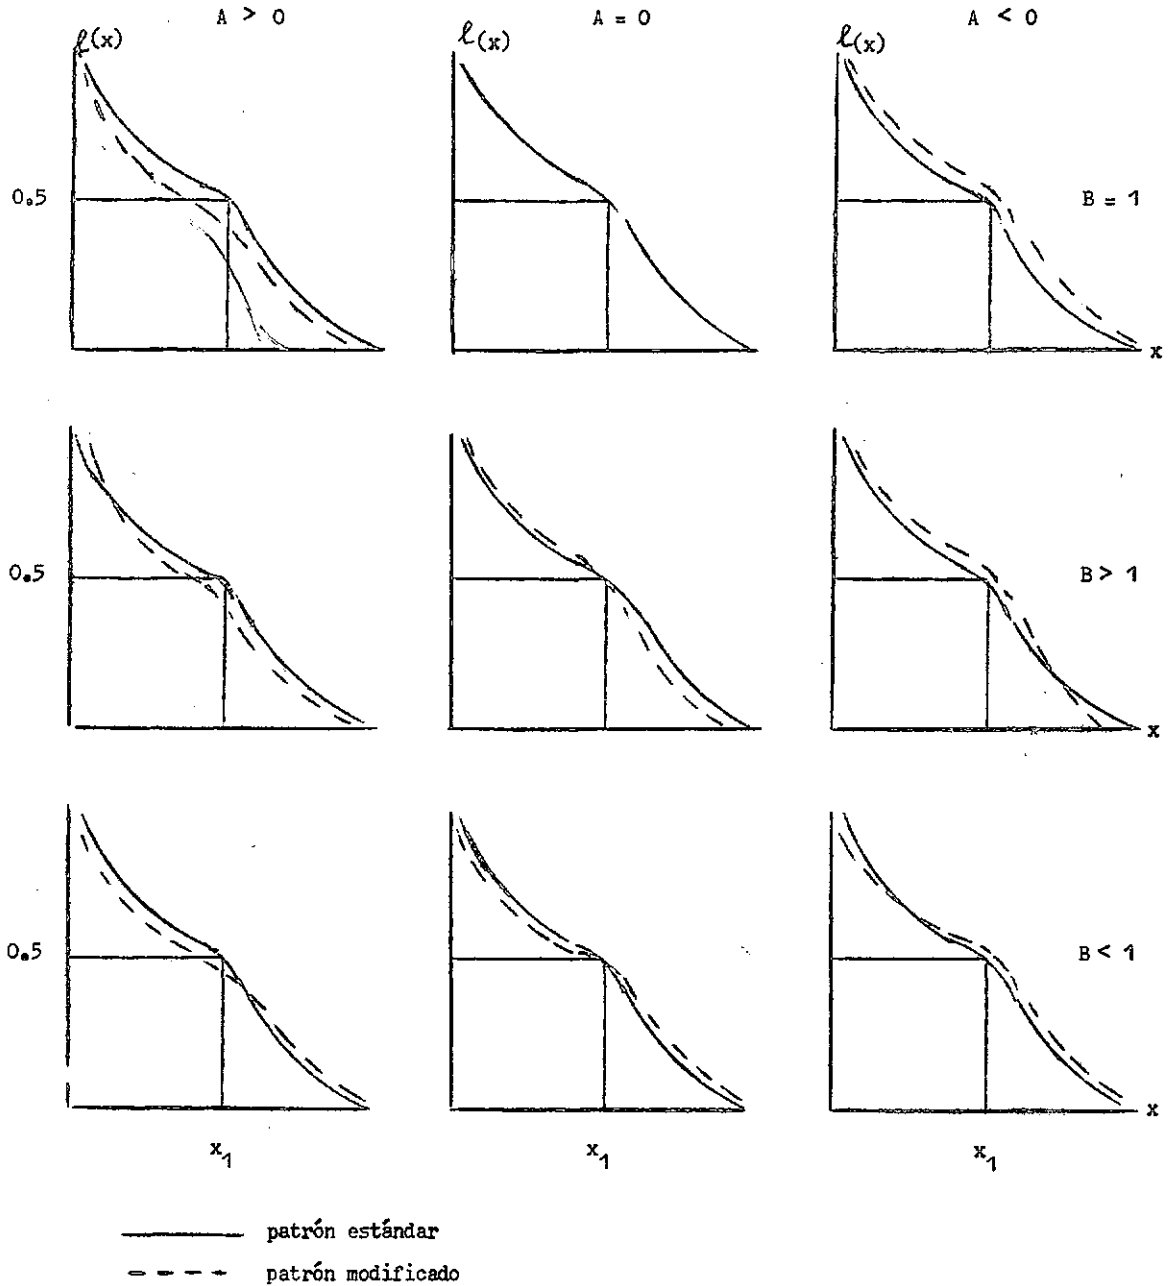 A > 0
A = 0
A < 0
ℓ(x)
ℓ(x)
ℓ(x)
0.5
B = 1
x
0.5
B > 1
x
0.5
B < 1
x
x₁
x₁
x₁
patrón estándar
patrón modificado